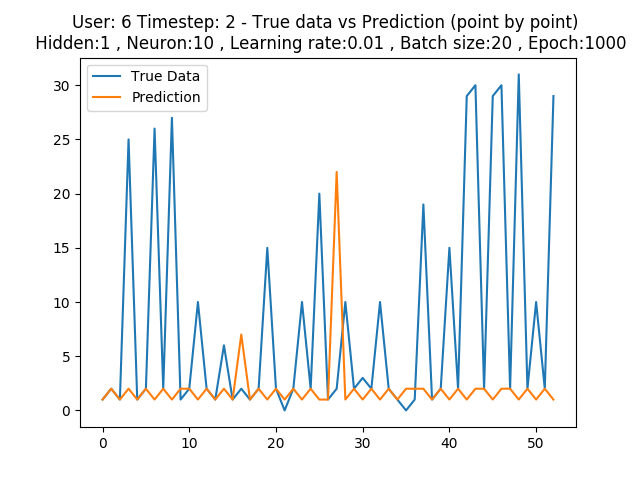 User: 6 Timestep: 2 - True data vs Prediction (point by point)
Hidden:1 , Neuron:10 , Learning rate:0.01 , Batch size:20 , Epoch:1000
True Data
Prediction
30
25
20
15
10
5
0
0 10 20 30 40 50